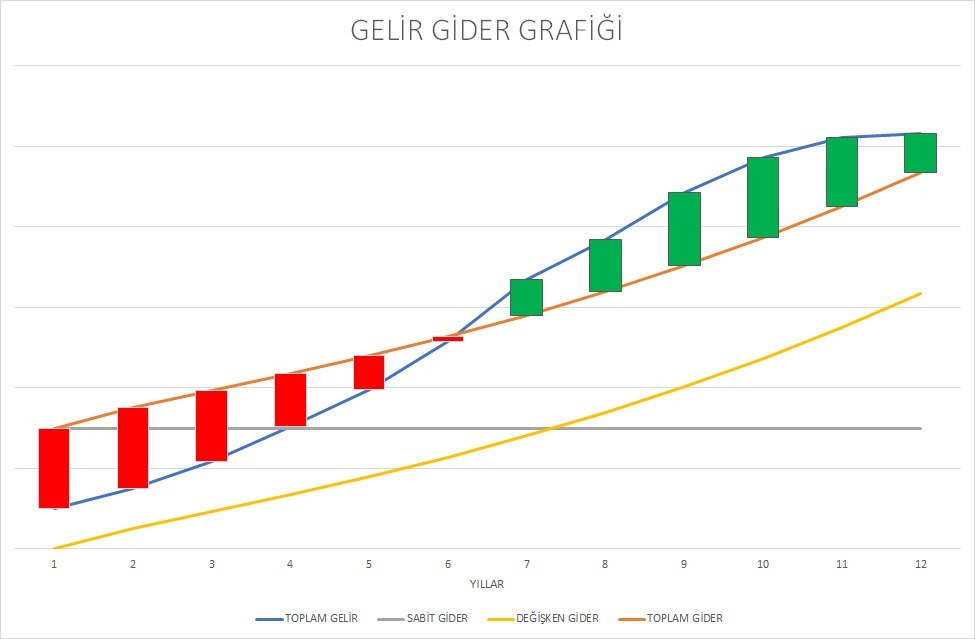 GELİR GİDER GRAFİĞİ
1 2 3 4 5 6 7 8 9 10 11 12
YILLAR
TOPLAM GELİR SABİT GİDER DEĞİŞKEN GİDER TOPLAM GİDER